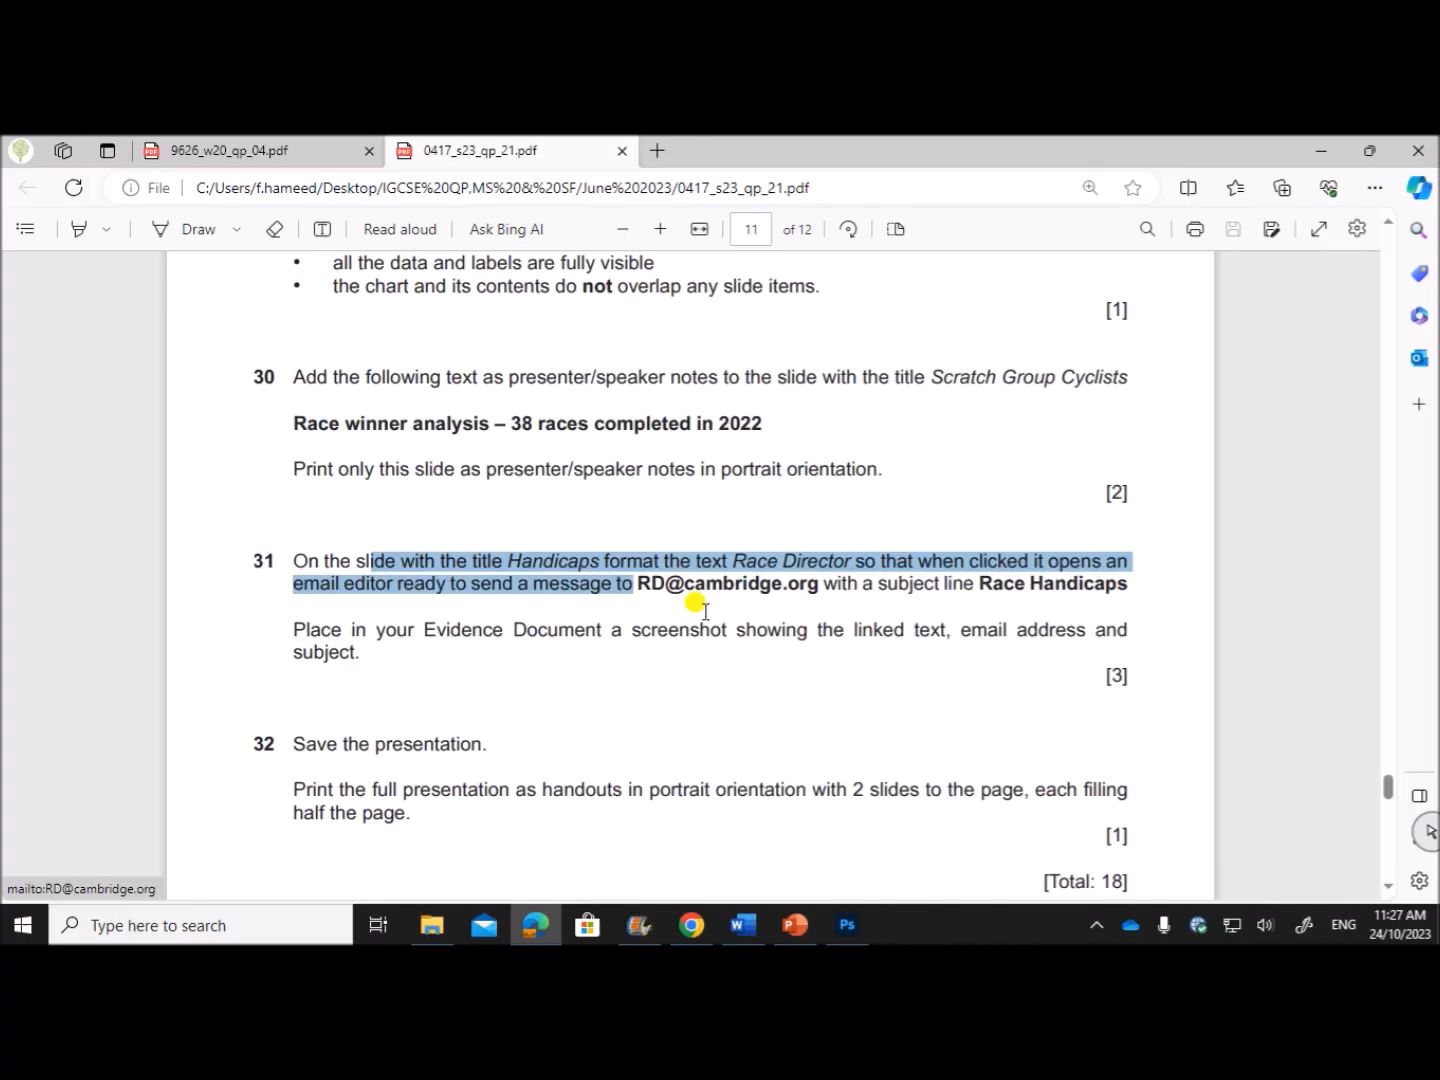 9626_w20_qp_04.pdf
0417_s23_qp_21.pdf
File
C:/Users/f.hameed/Desktop/IGCSE%20QP,MS%20&%20SF/June%202023/0417_s23_qp_21.pdf
Draw
Read aloud
Ask Bing AI
11
of 12
• all the data and labels are fully visible
• the chart and its contents do not overlap any slide items.
[1]
30 Add the following text as presenter/speaker notes to the slide with the title Scratch Group Cyclists
Race winner analysis – 38 races completed in 2022
Print only this slide as presenter/speaker notes in portrait orientation.
[2]
31 On the slide with the title Handicaps format the text Race Director so that when clicked it opens an
email editor ready to send a message to RD@cambridge.org with a subject line Race Handicaps
Place in your Evidence Document a screenshot showing the linked text, email address and
subject.
[3]
32 Save the presentation.
Print the full presentation as handouts in portrait orientation with 2 slides to the page, each filling
half the page.
[1]
[Total: 18]
mailto:RD@cambridge.org
Type here to search
ENG
11:27 AM
24/10/2023